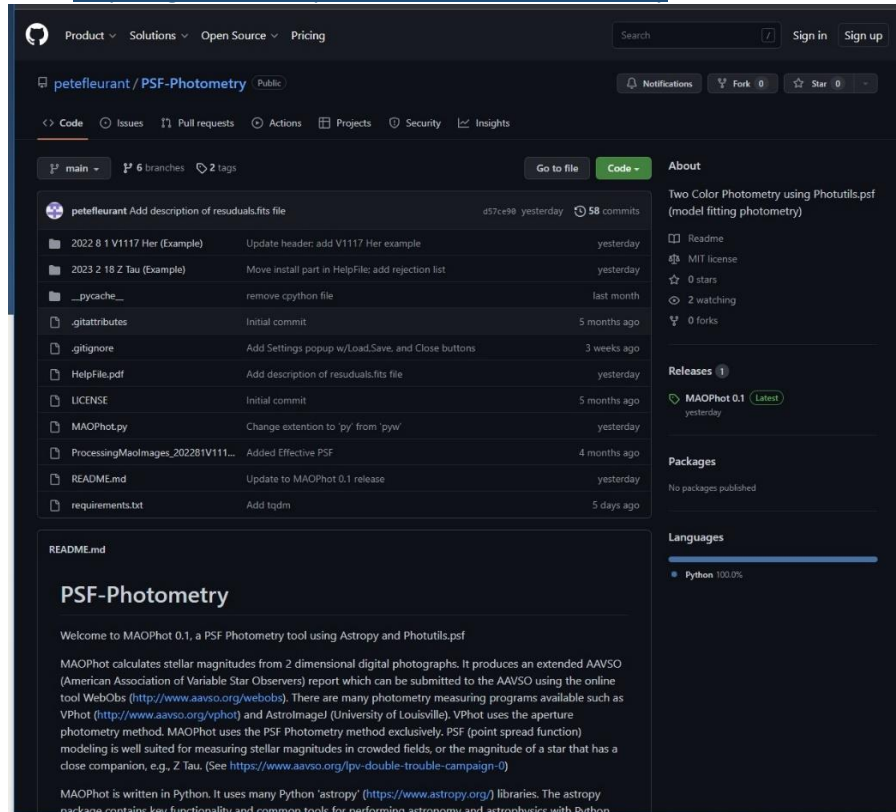 Product Solutions Open Source Pricing Search / Sign in Sign up
petefleurant / PSF-Photometry Public Notifications Fork 0 Star 0
Code Issues Pull requests Actions Projects Security Insights
main 6 branches 2 tags Go to file Code
petefleurant Add description of resuduals.fits file d57ce90 yesterday 58 commits
2022 8 1 V1117 Her (Example) Update header; add V1117 Her example yesterday
2023 2 18 Z Tau (Example) Move install part in HelpFile; add rejection list yesterday
__pycache__ remove cpython file last month
.gitattributes Initial commit 5 months ago
.gitignore Add Settings popup w/Load,Save, and Close buttons 3 weeks ago
HelpFile.pdf Add description of resuduals.fits file yesterday
LICENSE Initial commit 5 months ago
MAOPhot.py Change extention to 'py' from 'pyw' yesterday
ProcessingMaoImages_202281V111... Added Effective PSF 4 months ago
README.md Update to MAOPhot 0.1 release yesterday
requirements.txt Add tqdm 5 days ago
About
Two Color Photometry using Photutils.psf
(model fitting photometry)
Readme
MIT license
0 stars
2 watching
0 forks
Releases 1
MAOPhot 0.1 Latest
yesterday
Packages
No packages published
Languages
Python 100.0%
README.md
PSF-Photometry
Welcome to MAOPhot 0.1, a PSF Photometry tool using Astropy and Photutils.psf
MAOPhot calculates stellar magnitudes from 2 dimensional digital photographs. It produces an extended AAVSO
(American Association of Variable Star Observers) report which can be submitted to the AAVSO using the online
tool WebObs (http://www.aavso.org/webobs). There are many photometry measuring programs available such as
VPhot (http://www.aavso.org/vphot) and AstroImageJ (University of Louisville). VPhot uses the aperture
photometry method. MAOPhot uses the PSF Photometry method exclusively. PSF (point spread function)
modeling is well suited for measuring stellar magnitudes in crowded fields, or the magnitude of a star that has a
close companion, e.g., Z Tau. (See https://www.aavso.org/lpv-double-trouble-campaign-0)
MAOPhot is written in Python. It uses many Python 'astropy' (https://www.astropy.org/) libraries. The astropy
package contains key functionality and common tools for performing astronomy and astrophysics with Python